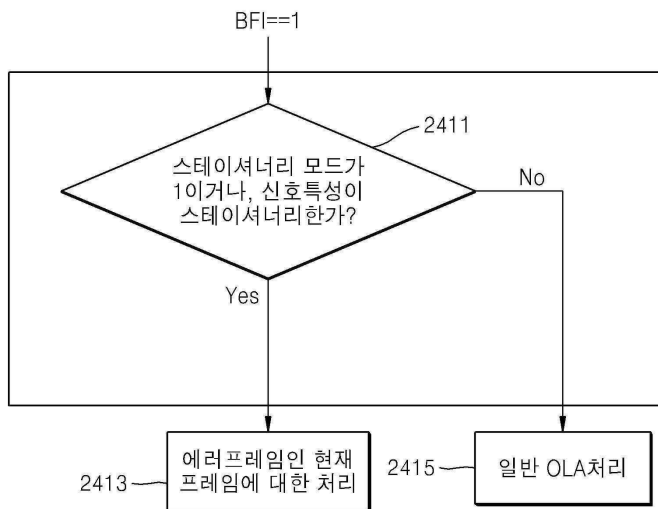 BFI==1
2411
스테이셔너리 모드가
1이거나, 신호특성이
스테이셔너리한가?
No
Yes
에러프레임인 현재
프레임에 대한 처리
2413
2415
일반 OLA처리